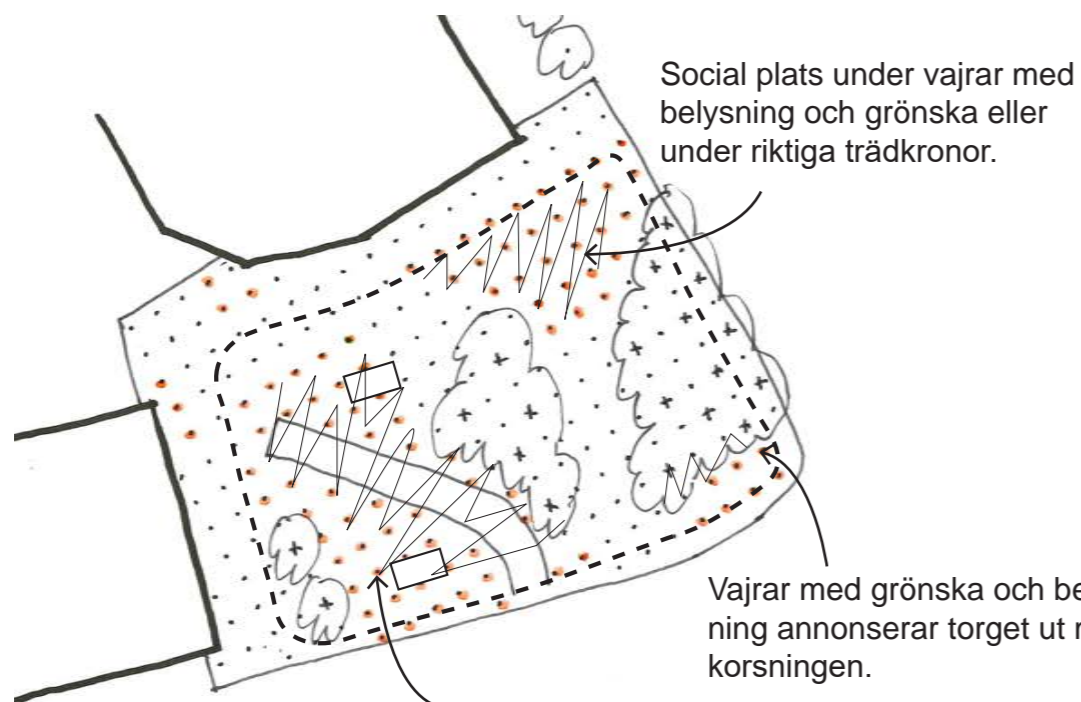 Social plats under vajrar med
belysning och grönska eller
under riktiga trädkronor.
Vajrar med grönska och be
ning annonserar torget ut
korsningen.